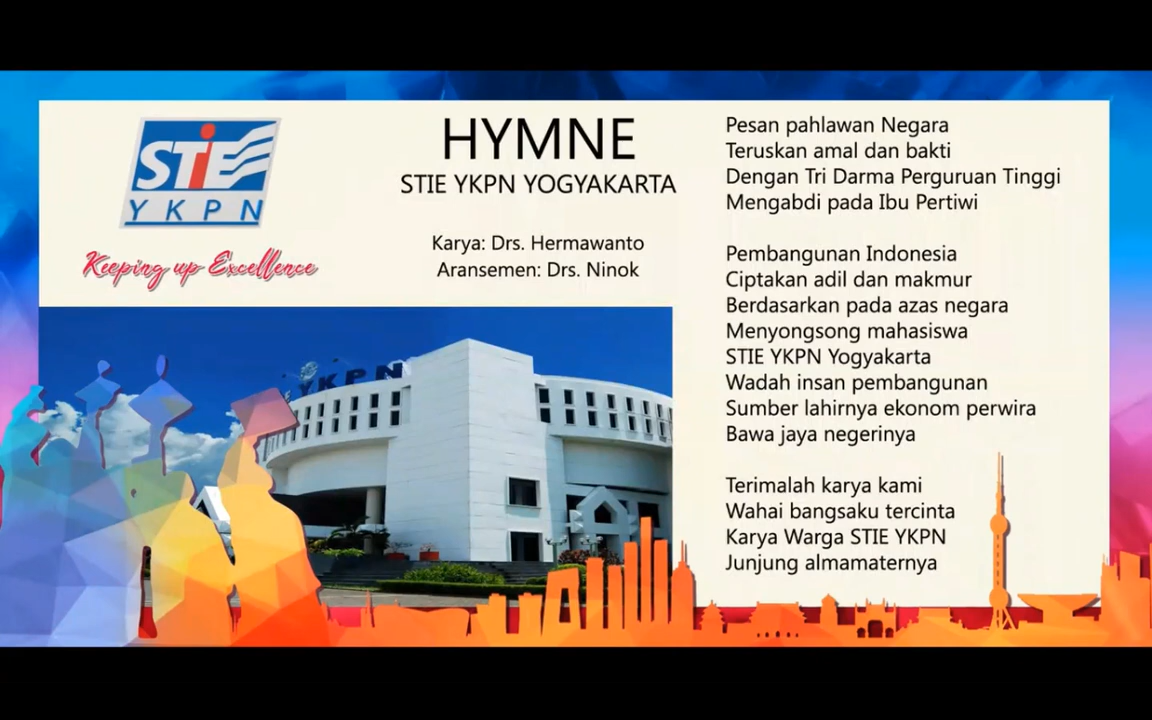 STiE
YKPN
Keeping up Excellence
HYMNE
STIE YKPN YOGYAKARTA
Karya: Drs. Hermawanto
Aransemen: Drs. Ninok
YKPN
Pesan pahlawan Negara
Teruskan amal dan bakti
Dengan Tri Darma Perguruan Tinggi
Mengabdi pada Ibu Pertiwi
Pembangunan Indonesia
Ciptakan adil dan makmur
Berdasarkan pada azas negara
Menyongsong mahasiswa
STIE YKPN Yogyakarta
Wadah insan pembangunan
Sumber lahirnya ekonom perwira
Bawa jaya negerinya
Terimalah karya kami
Wahai bangsaku tercinta
Karya Warga STIE YKPN
Junjung almamaternya